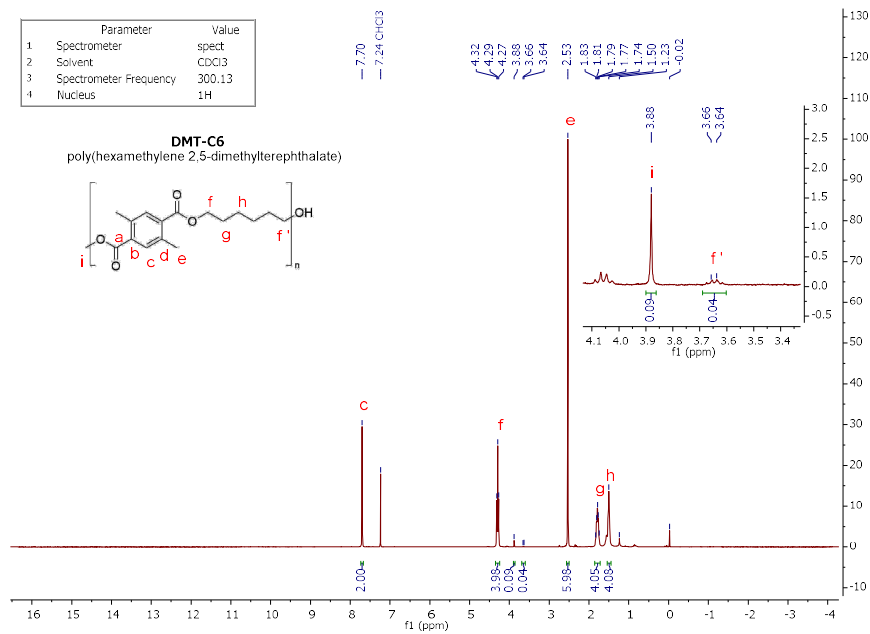 Parameter Value
1 Spectrometer spect
2 Solvent CDCl3
3 Spectrometer Frequency 300.13
4 Nucleus 1H
DMT-C6
poly(hexamethylene 2,5-dimethylterephthalate)
O
O
f
h
OH
g
f '
O
a
b
c
d
e
i
O
n
7.70
7.24 CHCl3
4.32
4.29
4.27
3.88
3.66
3.64
2.53
1.83
1.81
1.79
1.77
1.74
1.50
1.23
-0.02
e
c
f
g
h
3.88
3.66
3.64
i
f '
0.09
0.04
4.1 4.0 3.9 3.8 3.7 3.6 3.5 3.4
f1 (ppm)
3.0
2.5
2.0
1.5
1.0
0.5
0.0
-0.5
130
120
110
100
90
80
70
60
50
40
30
20
10
0
-10
2.00
3.98
0.09
0.04
5.98
4.05
4.08
16 15 14 13 12 11 10 9 8 7 6 5 4 3 2 1 0 -1 -2 -3 -4
f1 (ppm)